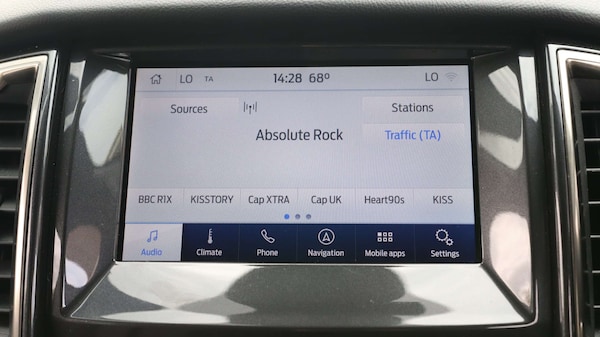 LO TA 14:28 68º LO
Sources Stations
Absolute Rock Traffic (TA)
BBC R1X KISSTORY Cap XTRA Cap UK Heart90s KISS
Audio Climate Phone Navigation Mobile apps Settings